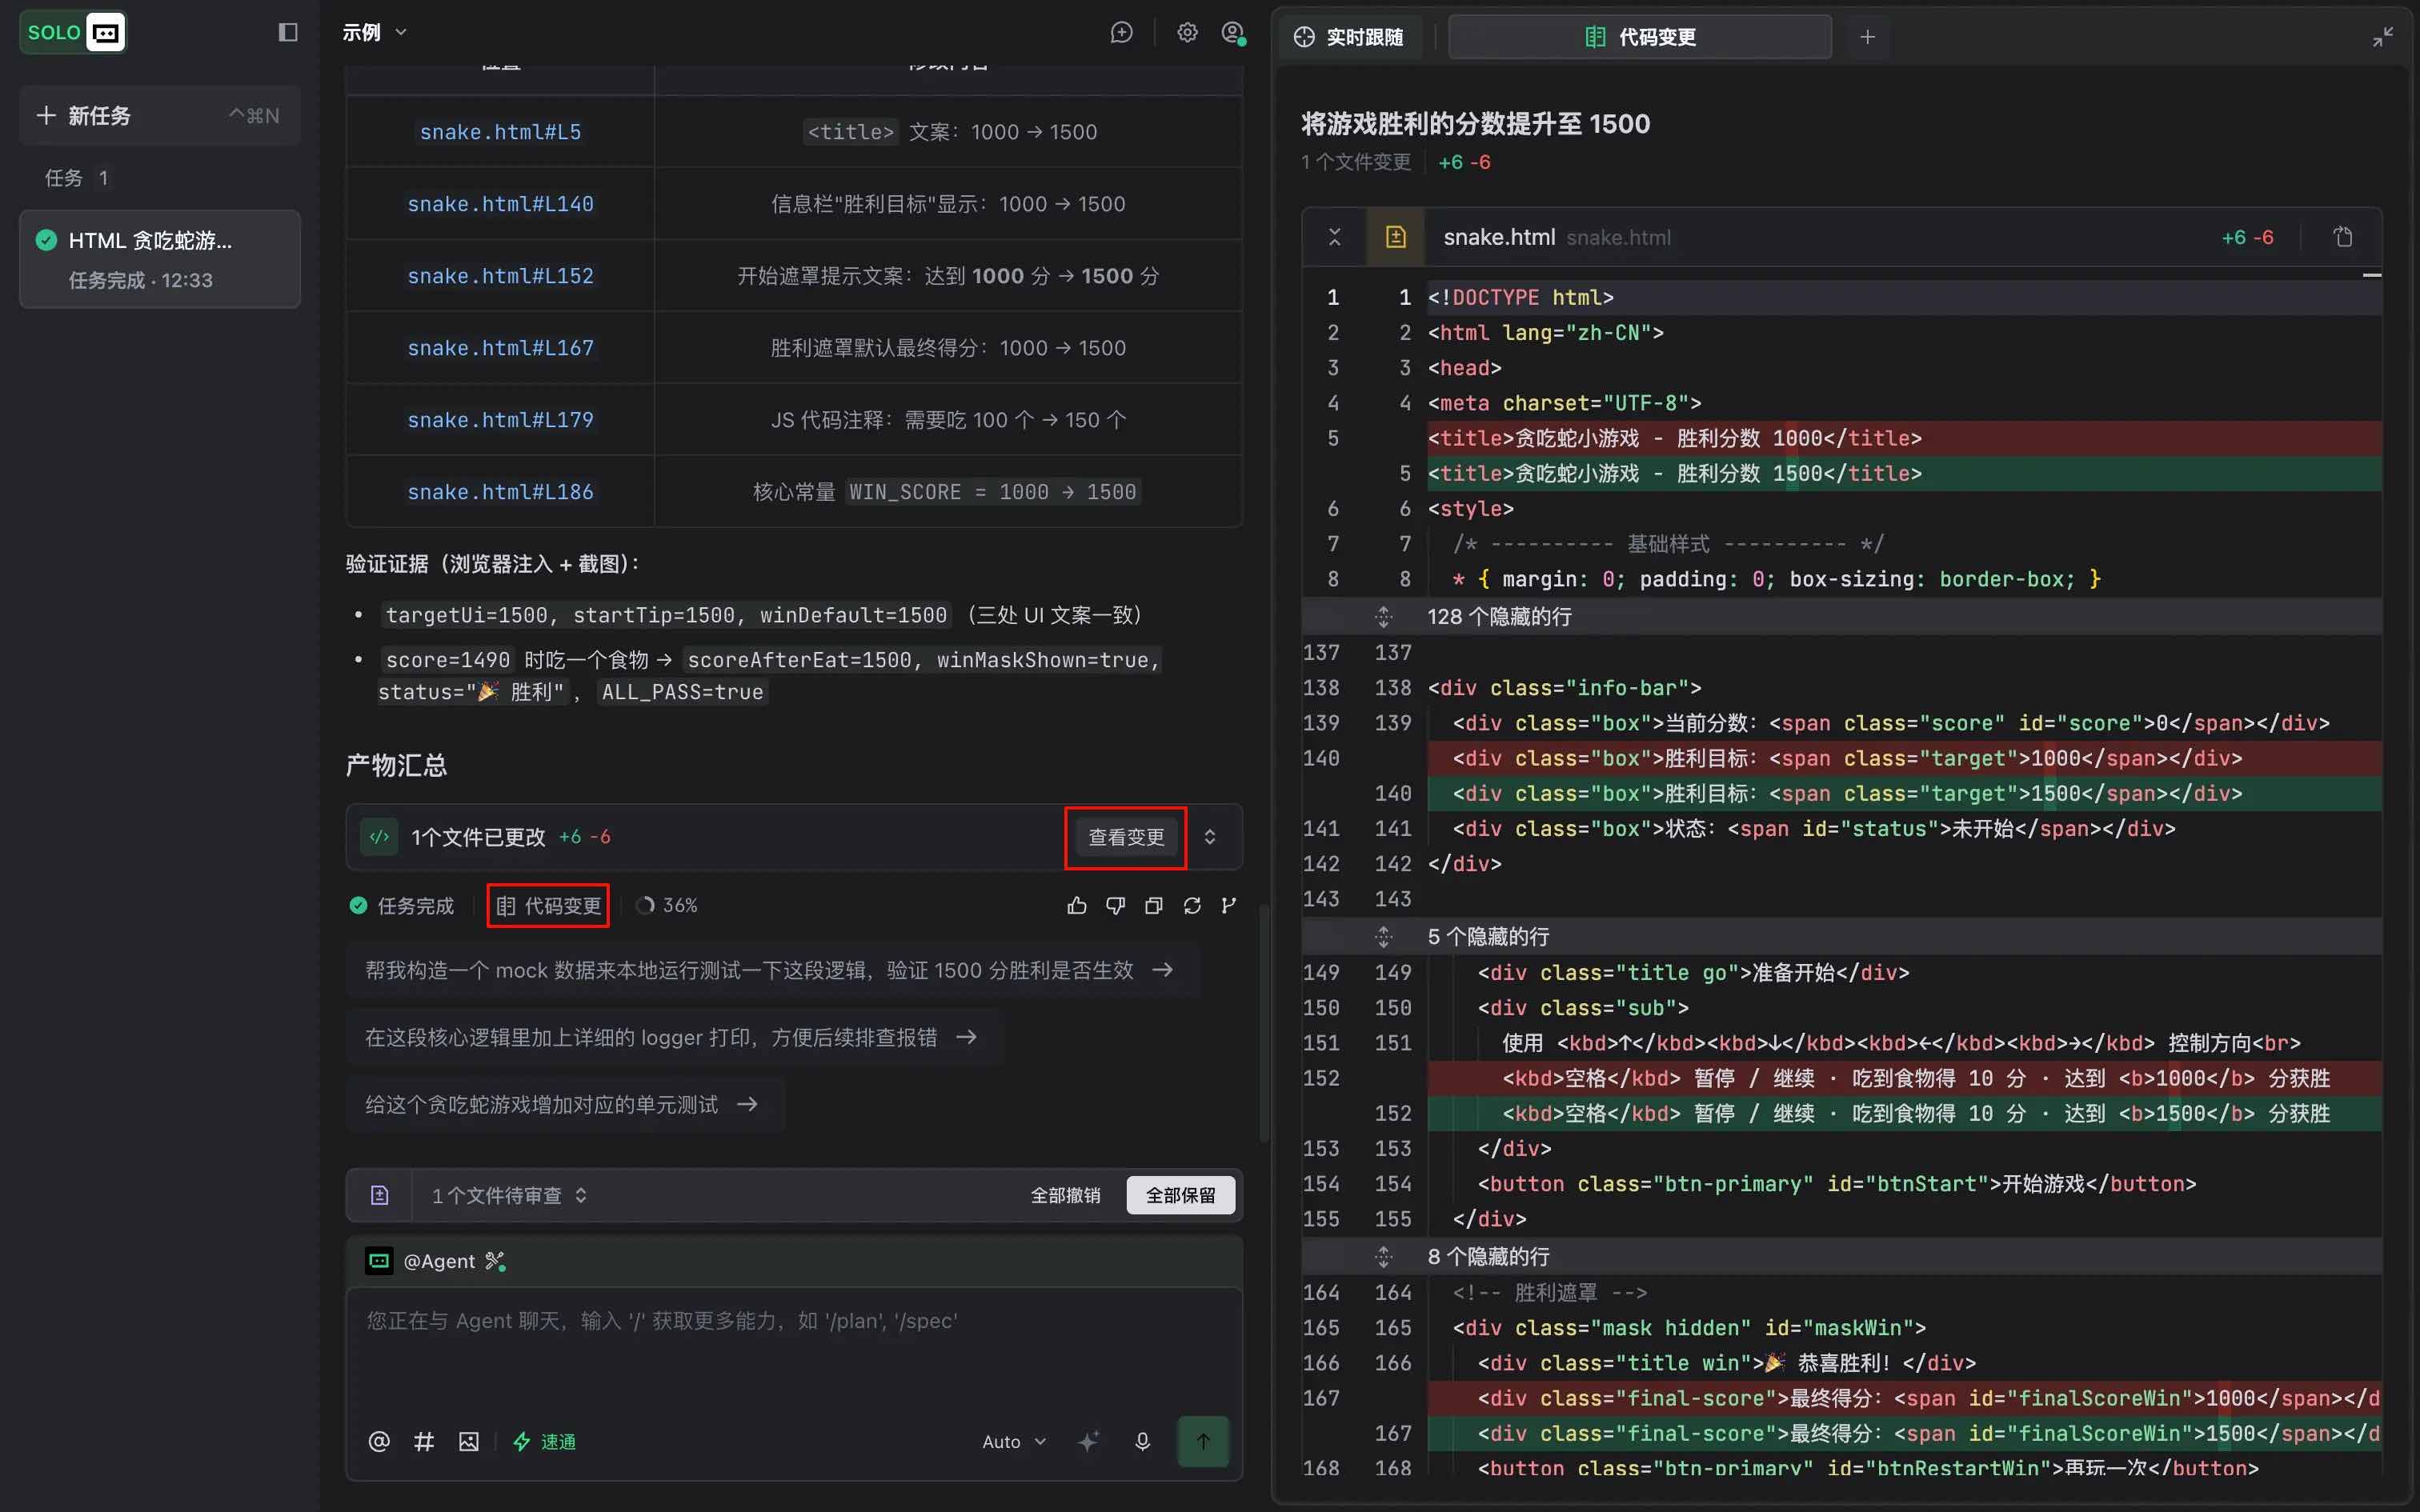 SOLO
新任务 ^⌘N
任务 1
HTML 贪吃蛇游...
任务完成 · 12:33
示例
位置 修改内容
snake.html#L5 <title> 文案：1000 → 1500
snake.html#L140 信息栏"胜利目标"显示：1000 → 1500
snake.html#L152 开始遮罩提示文案：达到 1000 分 → 1500 分
snake.html#L167 胜利遮罩默认最终得分：1000 → 1500
snake.html#L179 JS 代码注释：需要吃 100 个 → 150 个
snake.html#L186 核心常量 WIN_SCORE = 1000 → 1500
验证证据（浏览器注入 + 截图）：
• targetUi=1500, startTip=1500, winDefault=1500 （三处 UI 文案一致）
• score=1490 时吃一个食物 → scoreAfterEat=1500, winMaskShown=true,
status="🎉 胜利" ， ALL_PASS=true
产物汇总
1个文件已更改 +6 -6 查看变更
任务完成 代码变更 36%
帮我构造一个 mock 数据来本地运行测试一下这段逻辑，验证 1500 分胜利是否生效 →
在这段核心逻辑里加上详细的 logger 打印，方便后续排查报错 →
给这个贪吃蛇游戏增加对应的单元测试 →
1 个文件待审查 全部撤销 全部保留
@Agent
您正在与 Agent 聊天，输入 '/' 获取更多能力，如 '/plan', '/spec'
@ # 速通 Auto
实时跟随 代码变更 +
将游戏胜利的分数提升至 1500
1 个文件变更 +6 -6
snake.html snake.html +6 -6
1 1 <!DOCTYPE html>
2 2 <html lang="zh-CN">
3 3 <head>
4 4 <meta charset="UTF-8">
5 <title>贪吃蛇小游戏 - 胜利分数 1000</title>
5 <title>贪吃蛇小游戏 - 胜利分数 1500</title>
6 6 <style>
7 7 /* ---------- 基础样式 ---------- */
8 8 * { margin: 0; padding: 0; box-sizing: border-box; }
128 个隐藏的行
137 137
138 138 <div class="info-bar">
139 139 <div class="box">当前分数：<span class="score" id="score">0</span></div>
140 <div class="box">胜利目标：<span class="target">1000</span></div>
140 <div class="box">胜利目标：<span class="target">1500</span></div>
141 141 <div class="box">状态：<span id="status">未开始</span></div>
142 142 </div>
143 143
5 个隐藏的行
149 149 <div class="title go">准备开始</div>
150 150 <div class="sub">
151 151 使用 <kbd>↑</kbd><kbd>↓</kbd><kbd>←</kbd><kbd>→</kbd> 控制方向<br>
152 <kbd>空格</kbd> 暂停 / 继续 · 吃到食物得 10 分 · 达到 <b>1000</b> 分获胜
152 <kbd>空格</kbd> 暂停 / 继续 · 吃到食物得 10 分 · 达到 <b>1500</b> 分获胜
153 153 </div>
154 154 <button class="btn-primary" id="btnStart">开始游戏</button>
155 155 </div>
8 个隐藏的行
164 164 <!-- 胜利遮罩 -->
165 165 <div class="mask hidden" id="maskWin">
166 166 <div class="title win">🎉 恭喜胜利！</div>
167 <div class="final-score">最终得分：<span id="finalScoreWin">1000</span></d
167 <div class="final-score">最终得分：<span id="finalScoreWin">1500</span></d
168 168 <button class="btn-primary" id="btnRestartWin">再玩一次</button>